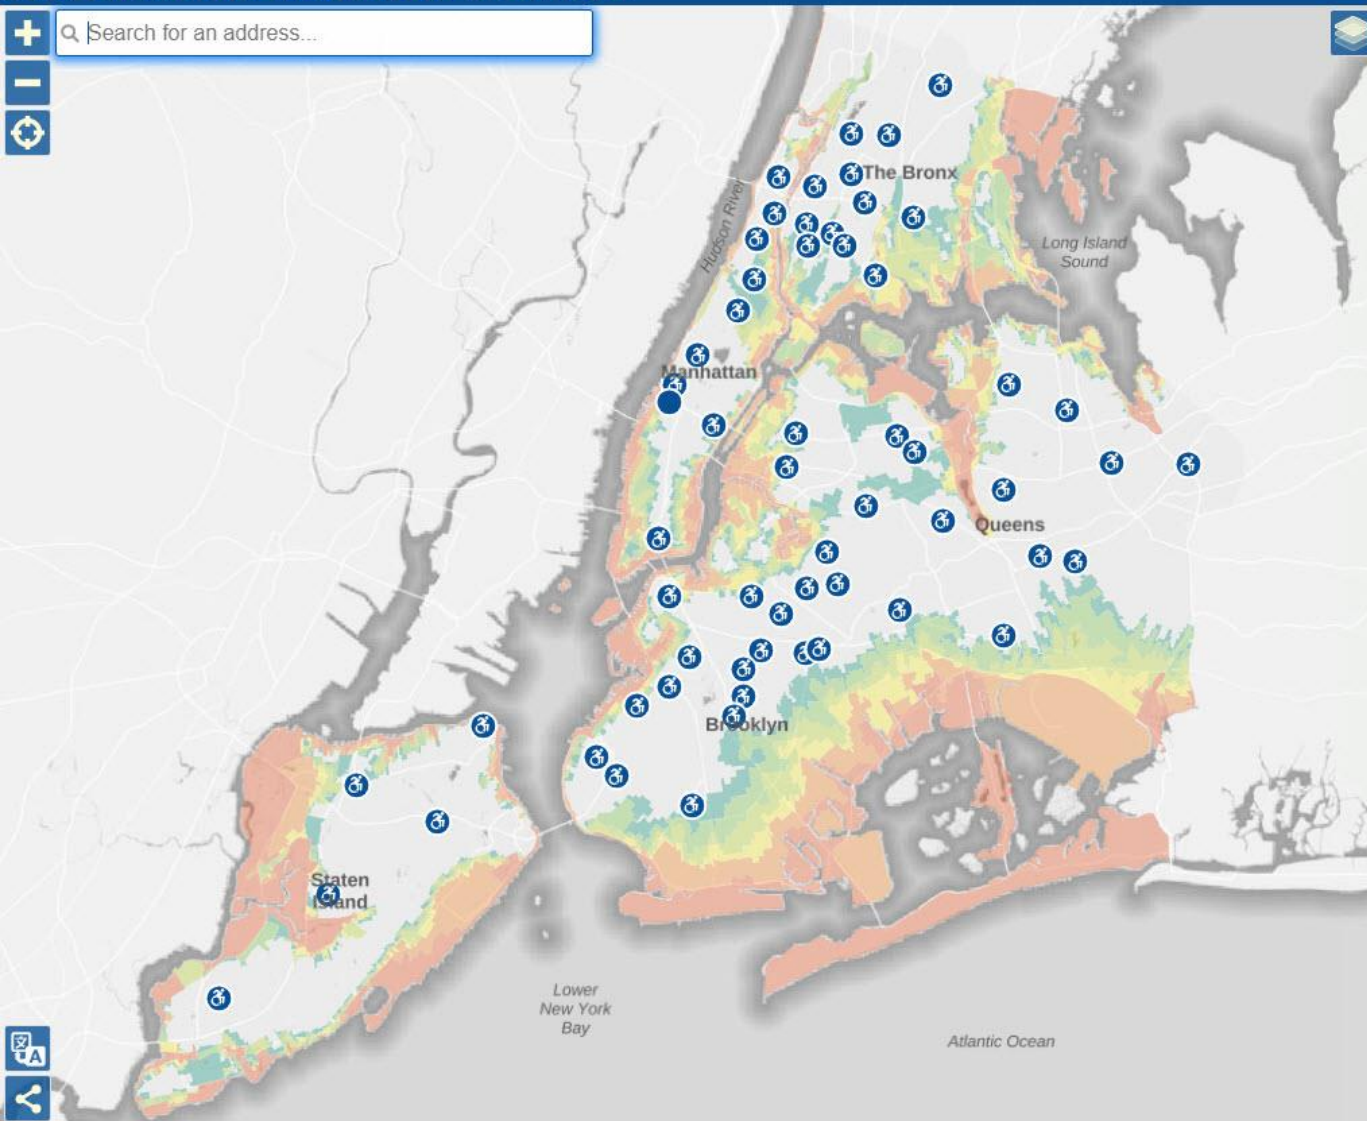 Search for an address...
The Bronx
Hudson River
Long Island
Sound
Manhattan
Queens
Brooklyn
Staten
Island
Lower
New York
Bay
Atlantic Ocean
文
A